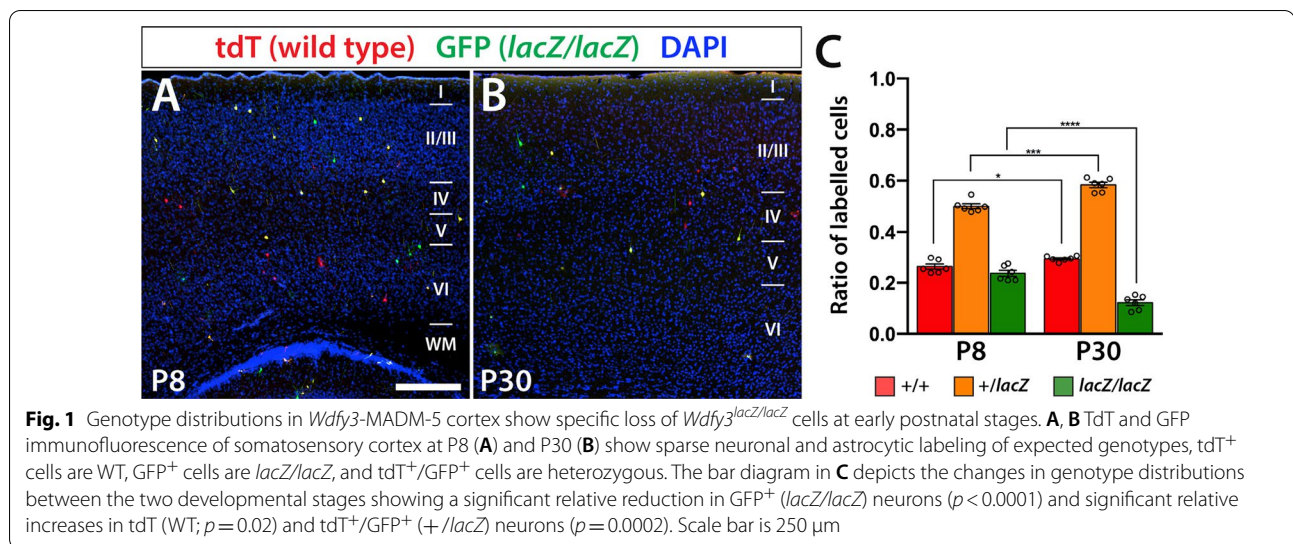 tdT (wild type) GFP (lacZ/lacZ) DAPI
A
I
II/III
IV
V
VI
WM
P8
B
I
II/III
IV
V
VI
P30
C
Ratio of labelled cells
1.0
0.8
0.6
0.4
0.2
0.0
****
***
*
P8
P30
+/+ +/lacZ lacZ/lacZ
Fig. 1 Genotype distributions in Wdfy3-MADM-5 cortex show specific loss of Wdfy3lacZ/lacZ cells at early postnatal stages. A, B TdT and GFP
immunofluorescence of somatosensory cortex at P8 (A) and P30 (B) show sparse neuronal and astrocytic labeling of expected genotypes, tdT+
cells are WT, GFP+ cells are lacZ/lacZ, and tdT+/GFP+ cells are heterozygous. The bar diagram in C depicts the changes in genotype distributions
between the two developmental stages showing a significant relative reduction in GFP+ (lacZ/lacZ) neurons (p < 0.0001) and significant relative
increases in tdT (WT; p = 0.02) and tdT+/GFP+ (+/lacZ) neurons (p = 0.0002). Scale bar is 250 μm